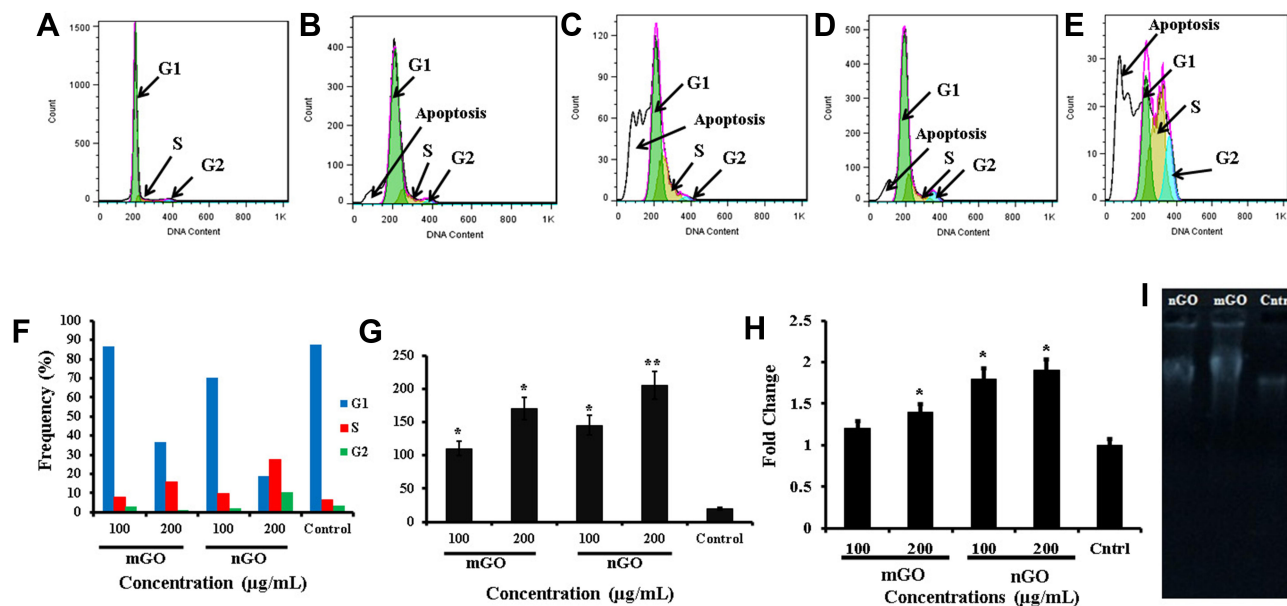 A
1500
1000
500
0
Count
G1
S
G2
0 200 400 600 800 1K
DNA Content
B
400
300
200
100
0
Count
G1
Apoptosis
S
G2
0 200 400 600 800 1K
DNA Content
C
120
90
60
30
0
Count
G1
Apoptosis
S
G2
0 200 400 600 800 1K
DNA Content
D
500
400
300
200
100
0
Count
G1
Apoptosis
S
G2
0 200 400 600 800 1K
DNA Content
E
30
20
10
0
Count
Apoptosis
G1
S
G2
0 200 400 600 800 1K
DNA Content
F
100
90
80
70
60
50
40
30
20
10
0
Frequency (%)
G1
S
G2
100 200 100 200 Control
mGO nGO
Concentration (µg/mL)
G
250
200
150
100
50
0
* * * **
100 200 100 200 Control
mGO nGO
Concentration (µg/mL)
H
2.5
2
1.5
1
0.5
0
Fold Change
* * *
100 200 100 200 Cntrl
mGO nGO
Concentrations (µg/mL)
I
nGO mGO Cntrl